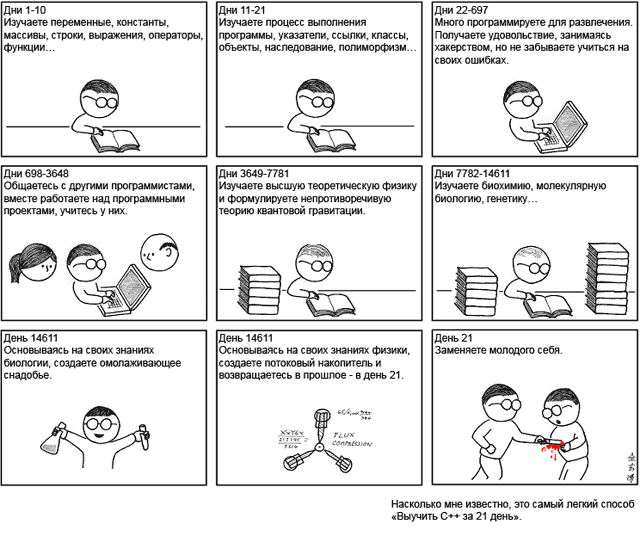 Дни 1-10
Изучаете переменные, константы,
массивы, строки, выражения, операторы,
функции...
Дни 11-21
Изучаете процесс выполнения
программы, указатели, ссылки, классы,
объекты, наследование, полиморфизм...
Дни 22-697
Много программируете для развлечения.
Получаете удовольствие, занимаясь
хакерством, но не забываете учиться на
своих ошибках.
Дни 698-3648
Общаетесь с другими программистами,
вместе работаете над программными
проектами, учитесь у них.
Дни 3649-7781
Изучаете высшую теоретическую физику
и формулируете непротиворечивую
теорию квантовой гравитации.
Дни 7782-14611
Изучаете биохимию, молекулярную
биологию, генетику...
День 14611
Основываясь на своих знаниях
биологии, создаете омолаживающее
снадобье.
День 14611
Основываясь на своих знаниях физики,
создаете потоковый накопитель и
возвращаетесь в прошлое - в день 21.
FLUX
COMPRESSION
День 21
Заменяете молодого себя.
Насколько мне известно, это самый легкий способ
«Выучить C++ за 21 день».